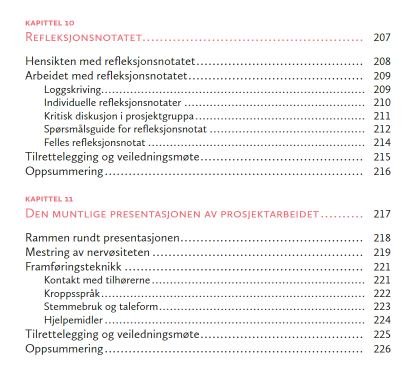 KAPITTEL 10
REFLEKSJONSNOTATET 207
Hensikten med refleksjonsnotatet 208
Arbeidet med refleksjonsnotatet 209
Loggskriving 209
Individuelle refleksjonsnotater 210
Kritisk diskusjon i prosjektgruppa 211
Spørsmålsguide for refleksjonsnotat 212
Felles refleksjonsnotat 214
Tilrettelegging og veiledningsmøte 215
Oppsummering 216
KAPITTEL 11
DEN MUNTLIGE PRESENTASJONEN AV PROSJEKTARBEIDET 217
Rammen rundt presentasjonen 218
Mestring av nervøsiteten 219
Framføringsteknikk 221
Kontakt med tilhørerne 221
Kroppsspråk 222
Stemmebruk og taleform 223
Hjelpemidler 224
Tilrettelegging og veiledningsmøte 225
Oppsummering 226